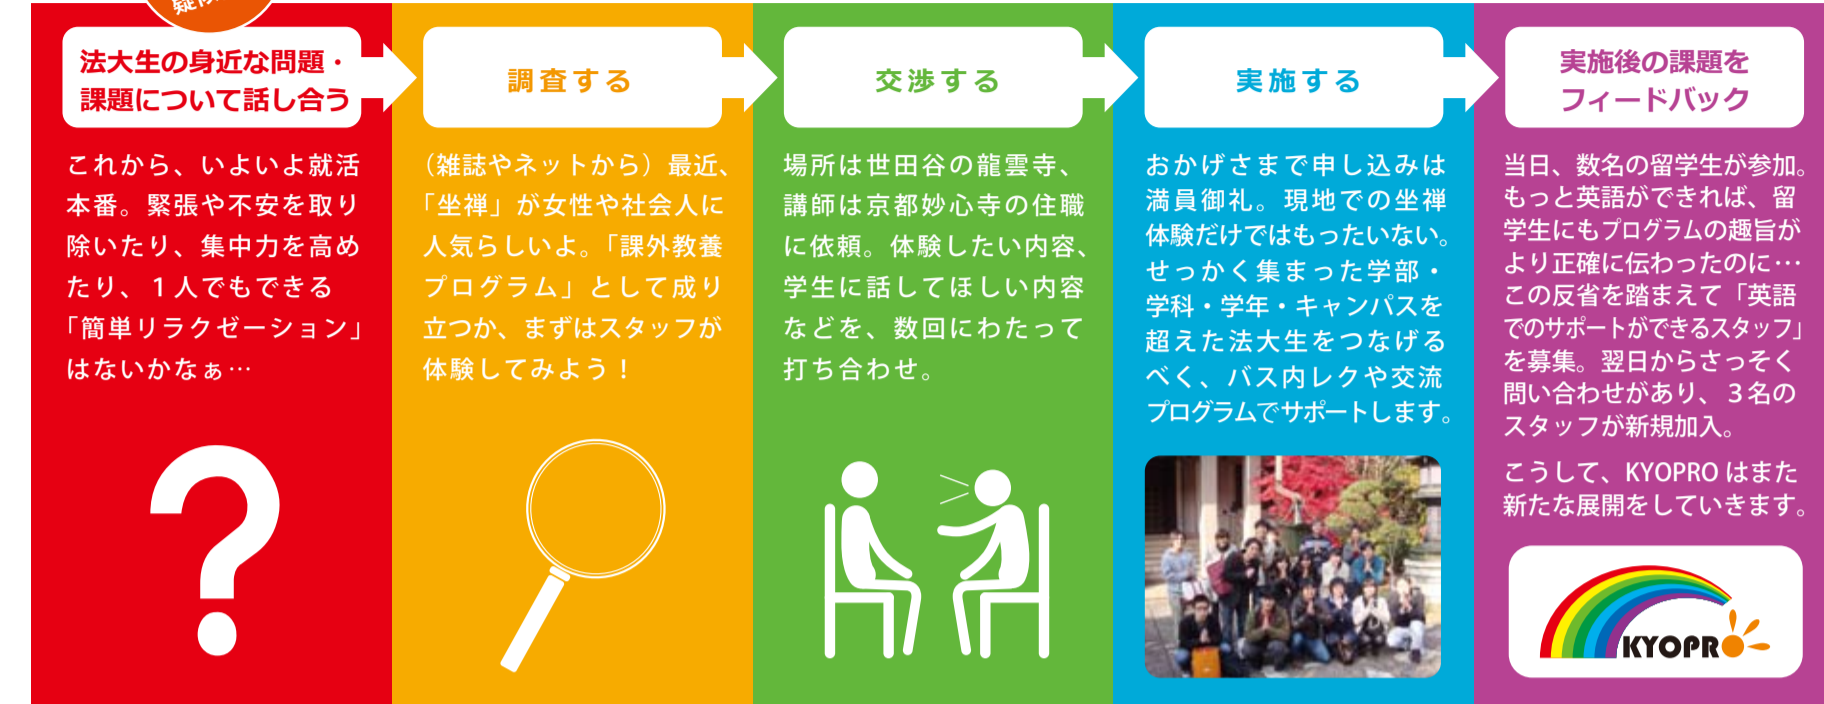 法大生の身近な問題・
課題について話し合う
これから、いよいよ就活
本番。緊張や不安を取り
除いたり、集中力を高め
たり、１人でもできる
「簡単リラクゼーション」
はないかなぁ…
調査する
（雑誌やネットから）最近、
「坐禅」が女性や社会人に
人気らしいよ。「課外教養
プログラム」として成り
立つか、まずはスタッフが
体験してみよう！
交渉する
場所は世田谷の龍雲寺、
講師は京都妙心寺の住職
に依頼。体験したい内容、
学生に話してほしい内容
などを、数回にわたって
打ち合わせ。
実施する
おかげさまで申し込みは
満員御礼。現地での坐禅
体験だけではもったいない。
せっかく集まった学部・
学科・学年・キャンパスを
超えた法大生をつなげる
べく、バス内レクや交流
プログラムでサポートします。
実施後の課題を
フィードバック
当日、数名の留学生が参加。
もっと英語ができれば、留
学生にもプログラムの趣旨が
より正確に伝わったのに…
この反省を踏まえて「英語
でのサポートができるスタッフ」
を募集。翌日からさっそく
問い合わせがあり、３名の
スタッフが新規加入。
こうして、KYOPRO はまた
新たな展開をしていきます。
KYOPRO